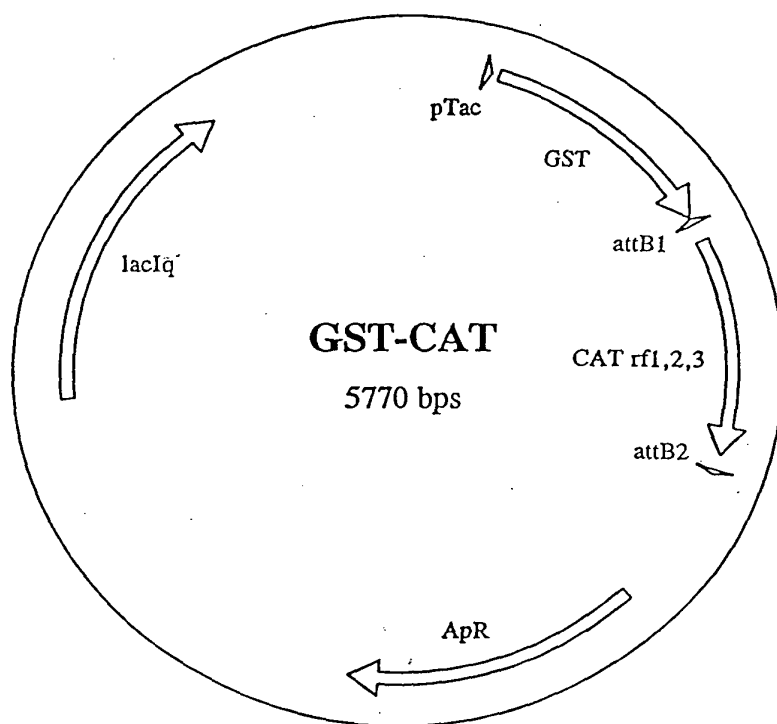 pTac
GST
attB1
lacIq
GST-CAT
5770 bps
CAT rf1,2,3
attB2
ApR